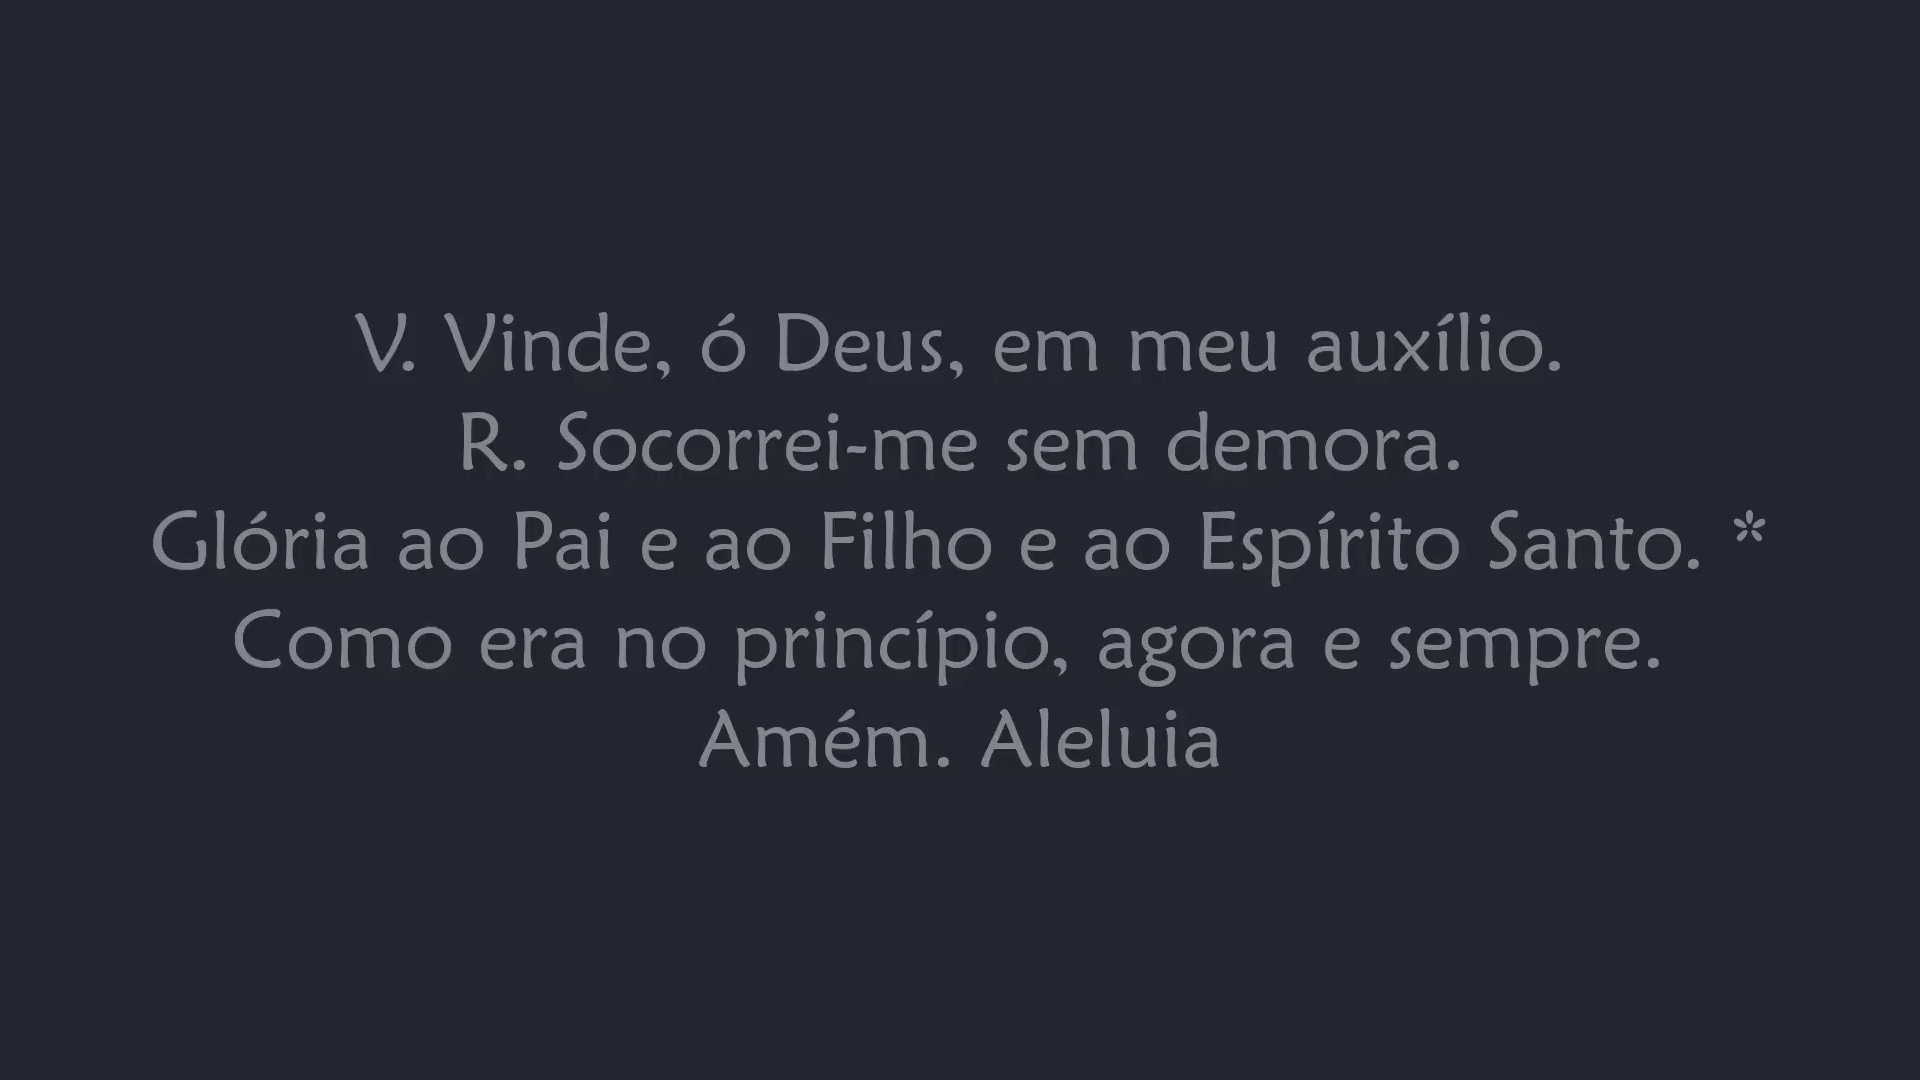 V. Vinde, ó Deus, em meu auxílio.
R. Socorrei-me sem demora.
Glória ao Pai e ao Filho e ao Espírito Santo. *
Como era no princípio, agora e sempre.
Amém. Aleluia